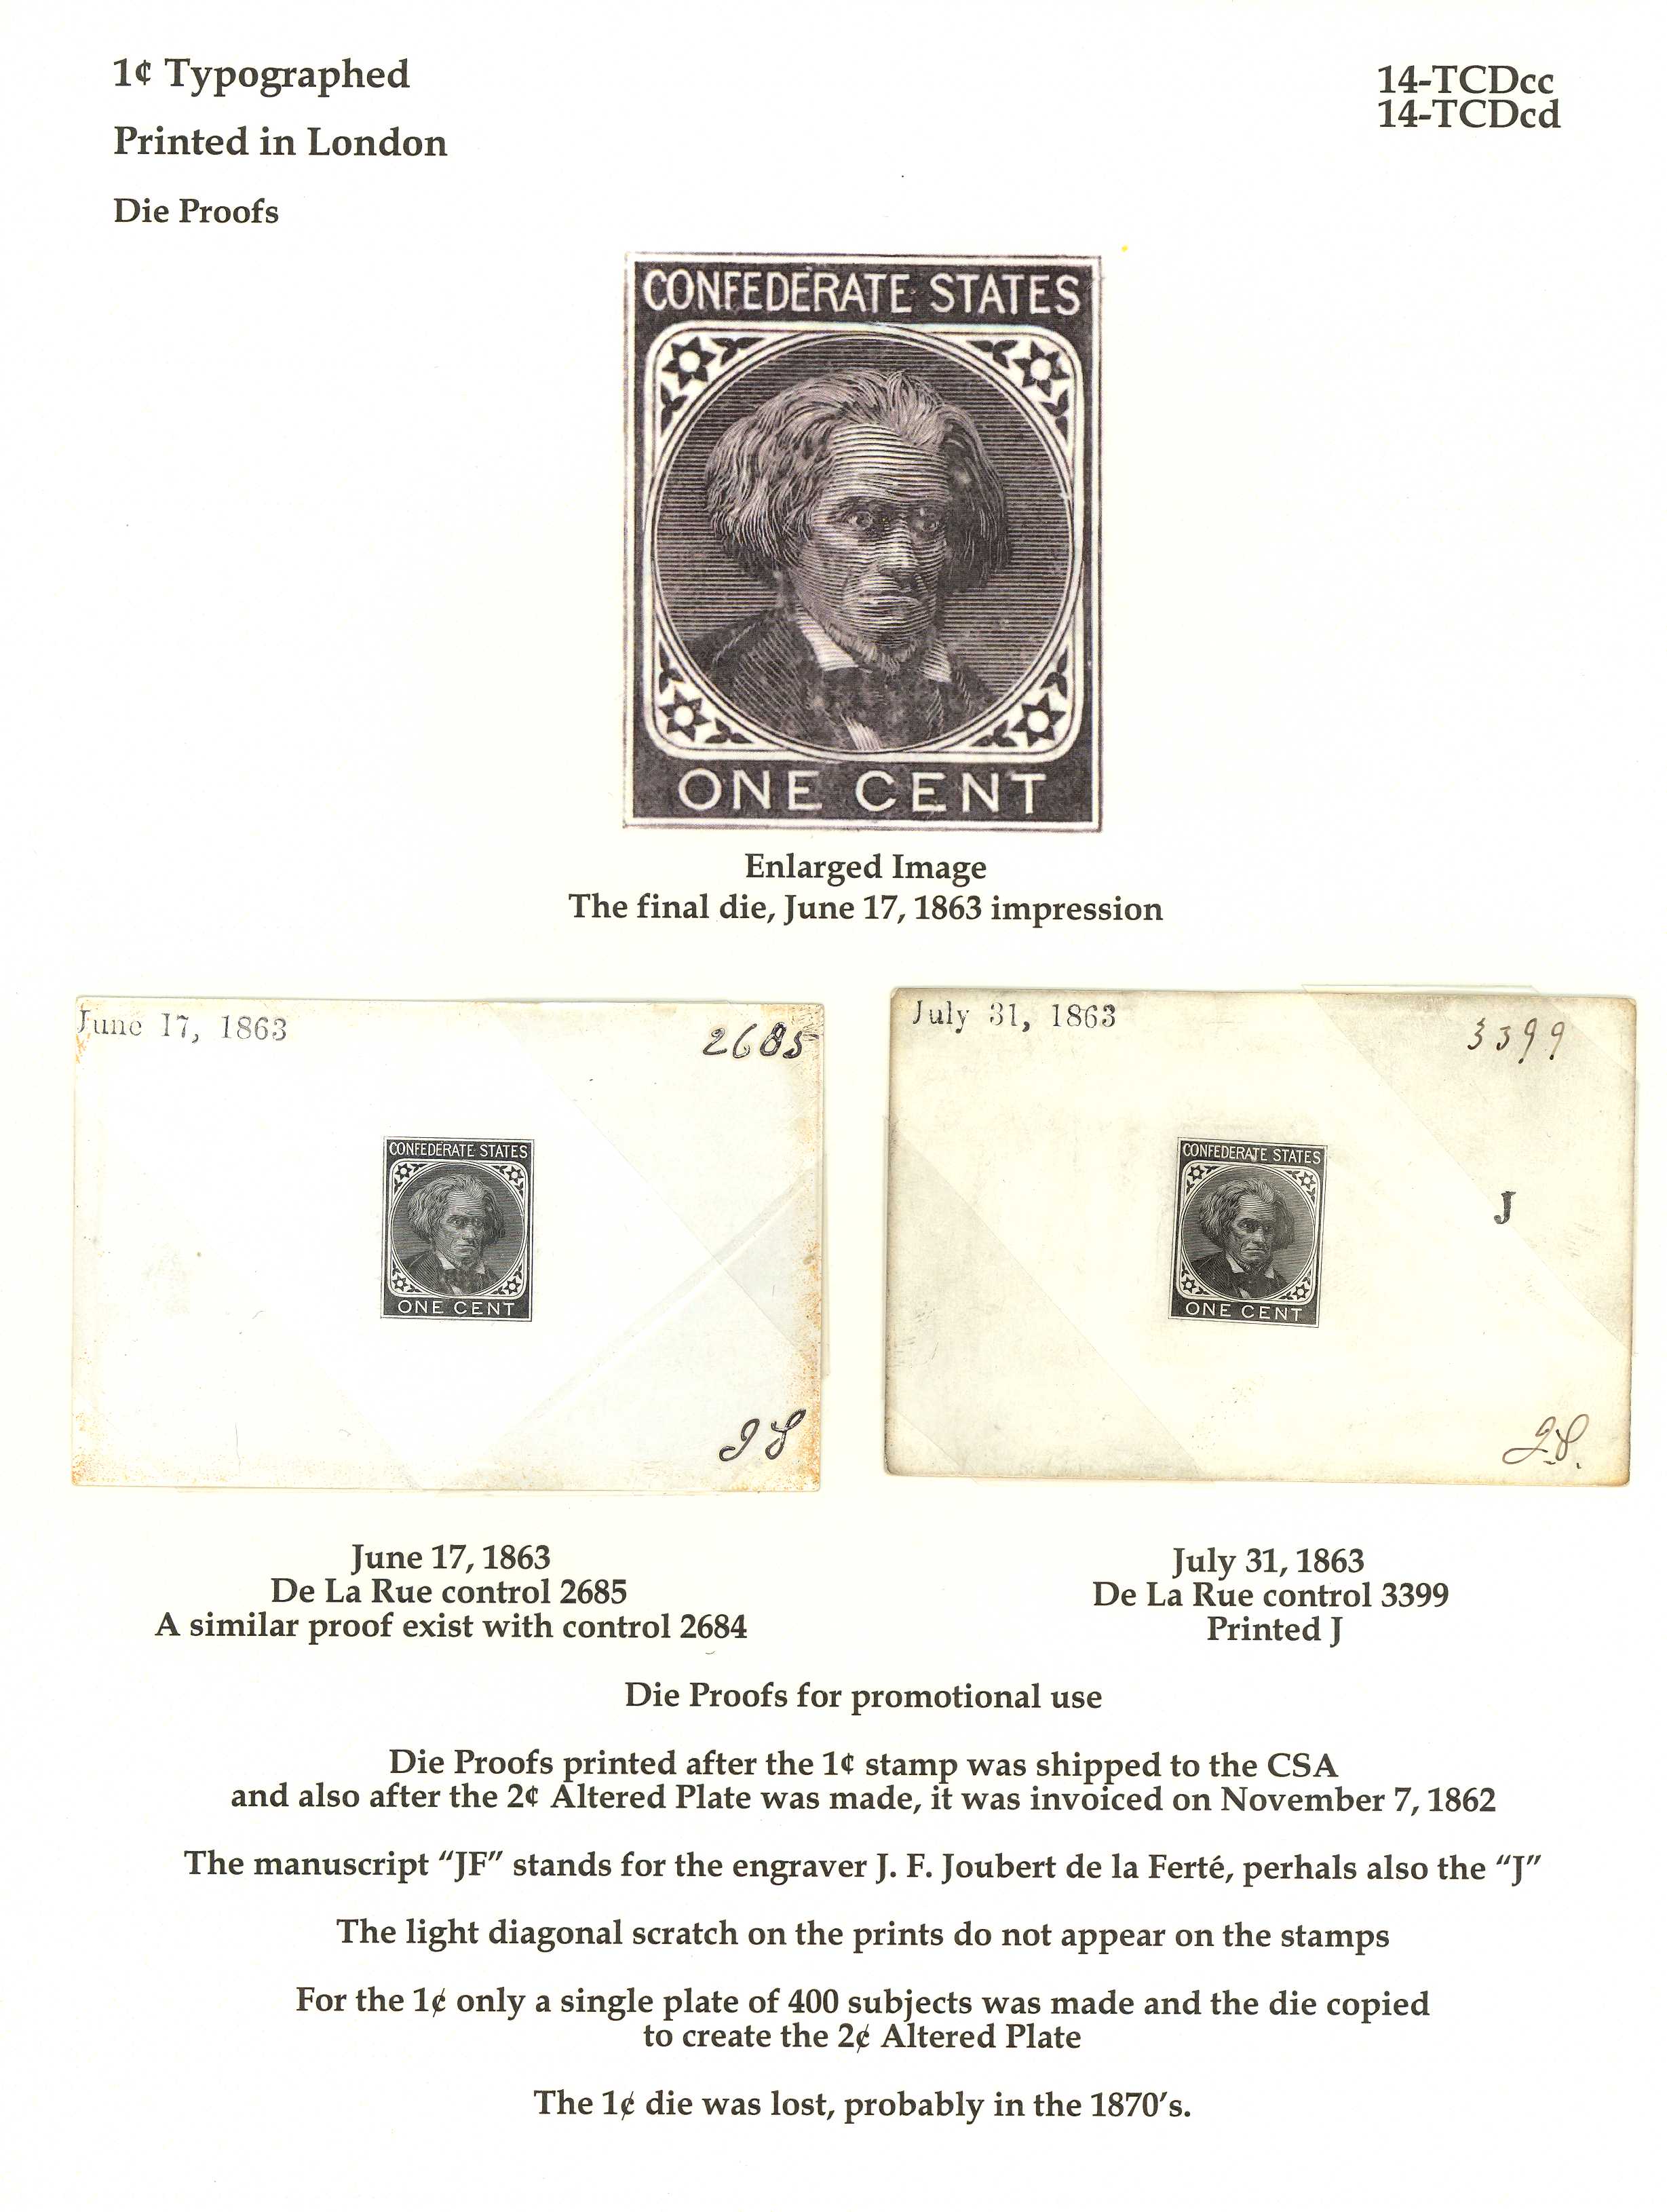 1¢ Typographed
14-TCDcc
14-TCDcd
Printed in London
Die Proofs
CONFEDERATE STATES
ONE CENT
Enlarged Image
The final die, June 17, 1863 impression
June 17, 1863
2685
CONFEDERATE STATES
ONE CENT
July 31, 1863
3399
CONFEDERATE STATES
J
ONE CENT
June 17, 1863
De La Rue control 2685
A similar proof exist with control 2684
July 31, 1863
De La Rue control 3399
Printed J
Die Proofs for promotional use
Die Proofs printed after the 1¢ stamp was shipped to the CSA
and also after the 2¢ Altered Plate was made, it was invoiced on November 7, 1862
The manuscript “JF” stands for the engraver J. F. Joubert de la Ferté, perhals also the “J”
The light diagonal scratch on the prints do not appear on the stamps
For the 1¢ only a single plate of 400 subjects was made and the die copied
to create the 2¢ Altered Plate
The 1¢ die was lost, probably in the 1870’s.